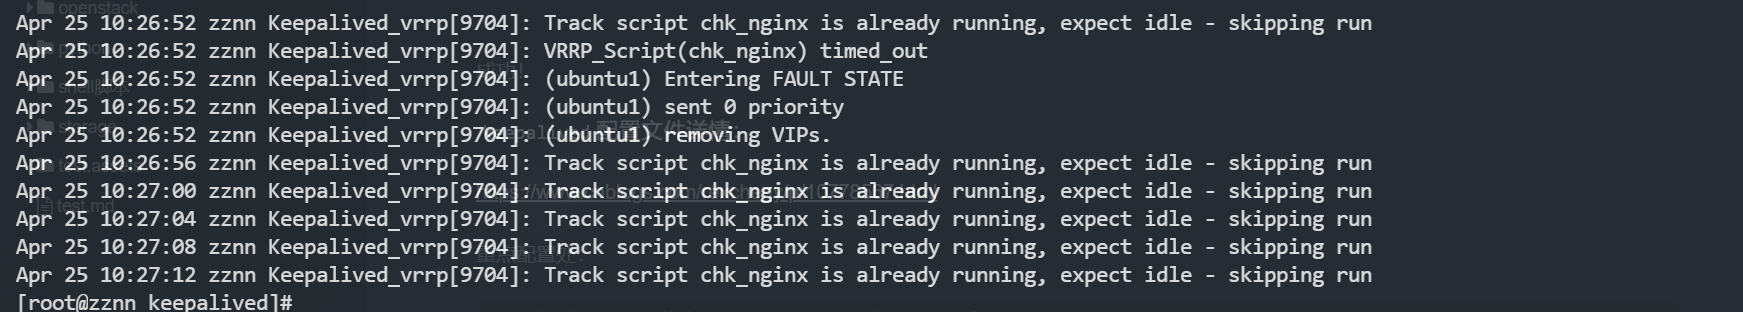 openstack
Apr 25 10:26:52 zznn Keepalived_vrrp[9704]: Track script chk_nginx is already running, expect idle - skipping run
Apr 25 10:26:52 zznn Keepalived_vrrp[9704]: VRRP_Script(chk_nginx) timed_out
Apr 25 10:26:52 zznn Keepalived_vrrp[9704]: (ubuntu1) Entering FAULT STATE
Apr 25 10:26:52 zznn Keepalived_vrrp[9704]: (ubuntu1) sent 0 priority
Apr 25 10:26:52 zznn Keepalived_vrrp[9704]: (ubuntu1) removing VIPs.
Apr 25 10:26:56 zznn Keepalived_vrrp[9704]: Track script chk_nginx is already running, expect idle - skipping run
Apr 25 10:27:00 zznn Keepalived_vrrp[9704]: Track script chk_nginx is already running, expect idle - skipping run
test.md
Apr 25 10:27:04 zznn Keepalived_vrrp[9704]: Track script chk_nginx is already running, expect idle - skipping run
Apr 25 10:27:08 zznn Keepalived_vrrp[9704]: Track script chk_nginx is already running, expect idle - skipping run
Apr 25 10:27:12 zznn Keepalived_vrrp[9704]: Track script chk_nginx is already running, expect idle - skipping run
[root@zznn keepalived]#